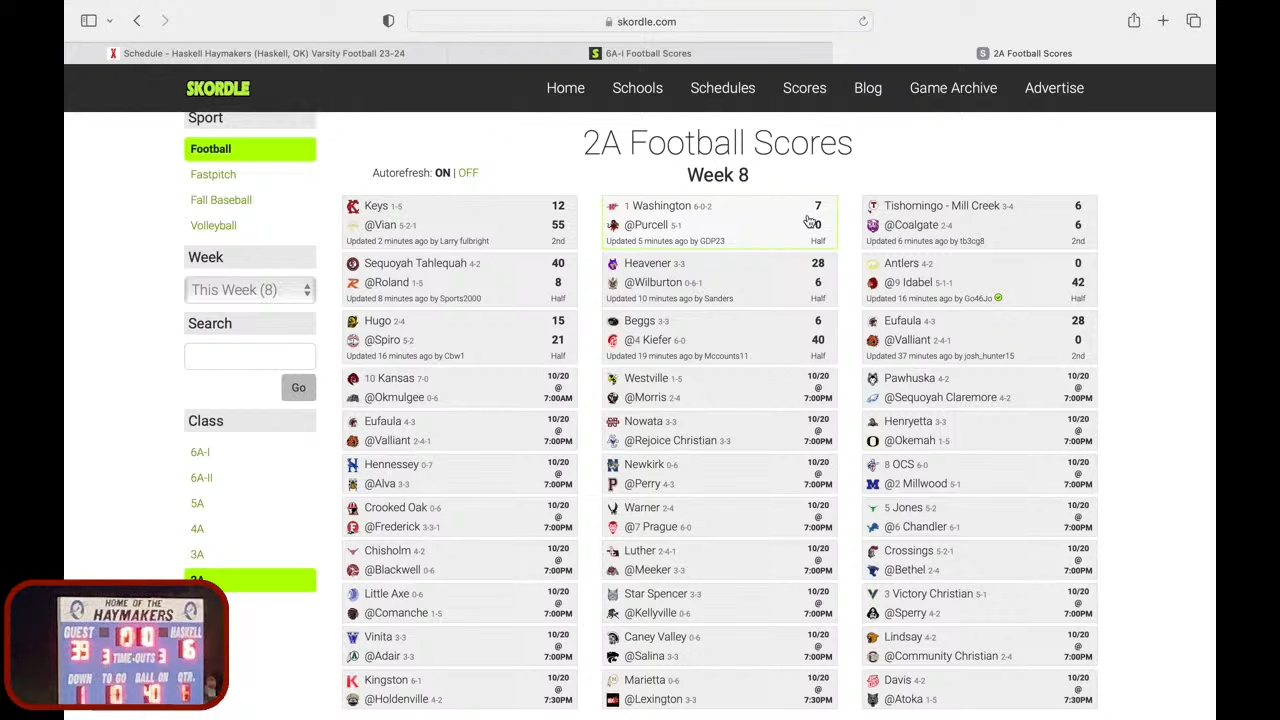 skordle.com
Schedule - Haskell Haymakers (Haskell, OK) Varsity Football 23-24
6A-I Football Scores
2A Football Scores
SKORDLE
Home
Schools
Schedules
Scores
Blog
Game Archive
Advertise
Sport
Football
Fastpitch
Fall Baseball
Volleyball
Week
This Week (8)
Search
Go
Class
6A-I
6A-II
5A
4A
3A
2A
2A Football Scores
Autorefresh: ON | OFF
Week 8
Keys 1-5 12
@Vian 5-2-1 55
Updated 2 minutes ago by Larry fulbright 2nd
1 Washington 6-0-2 7
@Purcell 5-1 0
Updated 5 minutes ago by GDP23 Half
Tishomingo - Mill Creek 3-4 6
@Coalgate 2-4 6
Updated 6 minutes ago by tb3cg8 2nd
Sequoyah Tahlequah 4-2 40
@Roland 1-5 8
Updated 8 minutes ago by Sports2000 Half
Heavener 3-3 28
@Wilburton 0-6-1 6
Updated 10 minutes ago by Sanders Half
Antlers 4-2 0
@9 Idabel 5-1-1 42
Updated 16 minutes ago by Go46Jo Half
Hugo 2-4 15
@Spiro 5-2 21
Updated 16 minutes ago by Cbw1 Half
Beggs 3-3 6
@4 Kiefer 6-0 40
Updated 19 minutes ago by Mccounts11 Half
Eufaula 4-3 28
@Valliant 2-4-1 0
Updated 37 minutes ago by josh_hunter15 2nd
10 Kansas 7-0 10/20
@
@Okmulgee 0-6 7:00AM
Westville 1-5 10/20
@
@Morris 2-4 7:00PM
Pawhuska 4-2 10/20
@
@Sequoyah Claremore 4-2 7:00PM
Eufaula 4-3 10/20
@
@Valliant 2-4-1 7:00PM
Nowata 3-3 10/20
@
@Rejoice Christian 3-3 7:00PM
Henryetta 3-3 10/20
@
@Okemah 1-5 7:00PM
Hennessey 0-7 10/20
@
@Alva 3-3 7:00PM
Newkirk 0-6 10/20
@
@Perry 4-3 7:00PM
8 OCS 6-0 10/20
@
@2 Millwood 5-1 7:00PM
Crooked Oak 0-6 10/20
@
@Frederick 3-3-1 7:00PM
Warner 2-4 10/20
@
@7 Prague 6-0 7:00PM
5 Jones 5-2 10/20
@
@6 Chandler 6-1 7:00PM
Chisholm 4-2 10/20
@
@Blackwell 0-6 7:00PM
Luther 2-4-1 10/20
@
@Meeker 3-3 7:00PM
Crossings 5-2-1 10/20
@
@Bethel 2-4 7:00PM
Little Axe 0-6 10/20
@
@Comanche 1-5 7:00PM
Star Spencer 3-3 10/20
@
@Kellyville 0-6 7:00PM
3 Victory Christian 5-1 10/20
@
@Sperry 4-2 7:00PM
Vinita 3-3 10/20
@
@Adair 3-3 7:00PM
Caney Valley 0-6 10/20
@
@Salina 3-3 7:00PM
Lindsay 4-2 10/20
@
@Community Christian 2-4 7:00PM
Kingston 6-1 10/20
@
@Holdenville 4-2 7:30PM
Marietta 0-6 10/20
@
@Lexington 3-3 7:30PM
Davis 4-2 10/20
@
@Atoka 1-5 7:30PM
HOME OF THE
HAYMAKERS
GUEST 00 HASKELL
39 6
3 TIME-OUTS 3
DOWN TO GO BALL ON QTR.
1 0 40 1